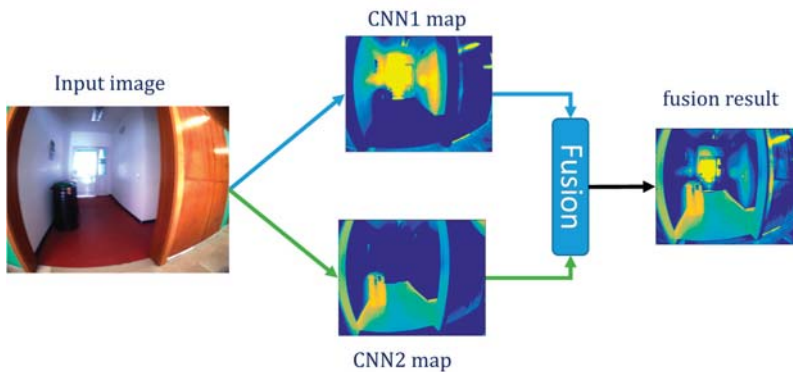 CNN1 map
Input image
fusion result
Fusion
CNN2 map